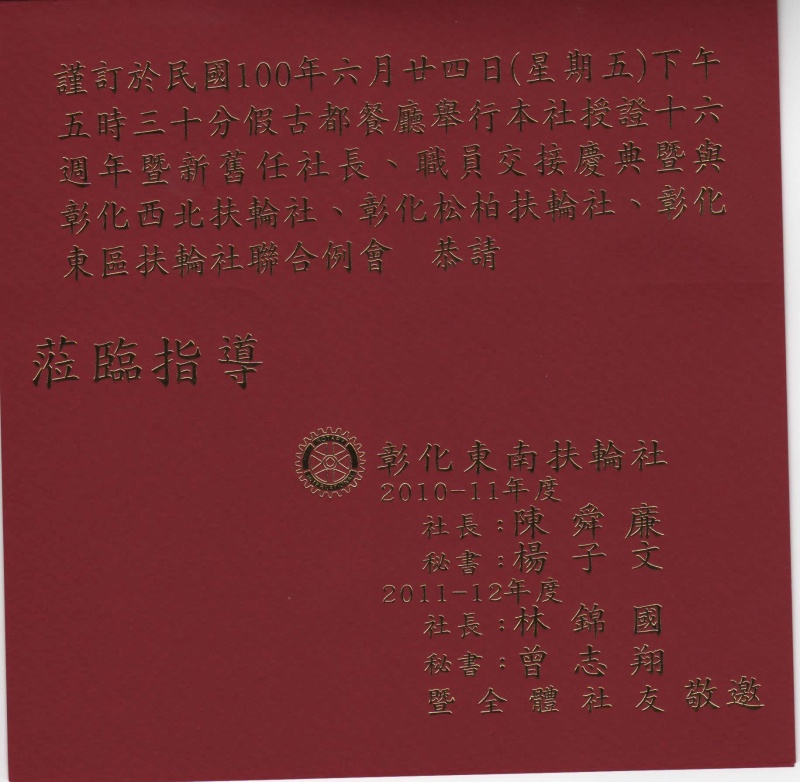 謹訂於民國100年六月廿四日(星期五)下午
五時三十分假古都餐廳舉行本社授證十六
週年暨新舊任社長、職員交接慶典暨與
彰化西北扶輪社、彰化松柏扶輪社、彰化
東區扶輪社聯合例會　恭請
蒞臨指導
彰化東南扶輪社
2010-11年度
社長:陳舜廉
秘書:楊子文
2011-12年度
社長:林錦國
秘書:曾志翔
暨全體社友敬邀